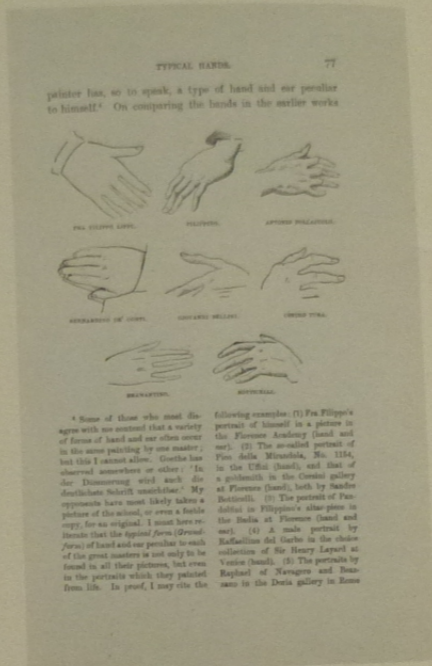 TYPICAL HANDS. 77
painter has, so to speak, a type of hand and ear peculiar
to himself.⁴ On comparing the hands in the earlier works
FRA FILIPPO LIPPI.
FILIPPINO.
ANTONIO POLLAIUOLO.
BERNARDINO DE' CONTI.
GIOVANNI BELLINI.
COSIMO TURA.
BRAMANTINO.
BOTTICELLI.
⁴ Some of those who most dis-
agree with me contend that a variety
of forms of hand and ear often occur
in the same painting by one master;
but this I cannot allow. Goethe has
observed somewhere or other: 'In
der Dämmerung wird auch die
deutlichste Schrift unsichtbar.' My
opponents have most likely taken a
picture of the school, or even a feeble
copy, for an original. I must here re-
iterate that the typical form (Grund-
form) of hand and ear peculiar to each
of the great masters is not only to be
found in all their pictures, but even
in the portraits which they painted
from life. In proof, I may cite the
following examples: (1) Fra Filippo's
portrait of himself in a picture in
the Florence Academy (hand and
ear). (2) The so-called portrait of
Pico della Mirandola, No. 1154,
in the Uffizi (hand), and that of
a goldsmith in the Corsini gallery
at Florence (hand), both by Sandro
Botticelli. (3) The portrait of Pan-
dolfini in Filippino's altar-piece in
the Badia at Florence (hand and
ear). (4) A male portrait by
Raffaellino del Garbo in the choice
collection of Sir Henry Layard at
Venice (hand). (5) The portraits by
Raphael of Navagero and Beaz-
zano in the Doria gallery in Rome